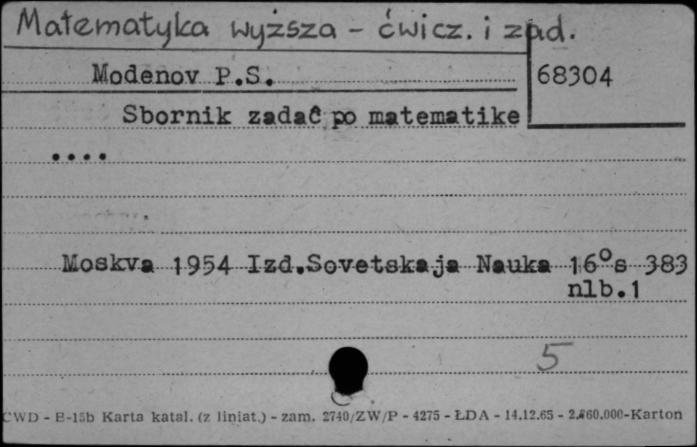 Matematyka wyższa - ćwicz. i zad.
Modenov P.S.
68304
Sbornik zadač po matematike
....
Moskva 1954 Izd.Sovetskaja Nauka 16°s 383
nlb.1
5
CWD - E-15b Karta katal. (z liniat.) - zam. 2740/ZW/P - 4275 - ŁDA - 14.12.65 - 2.860.000-Karton